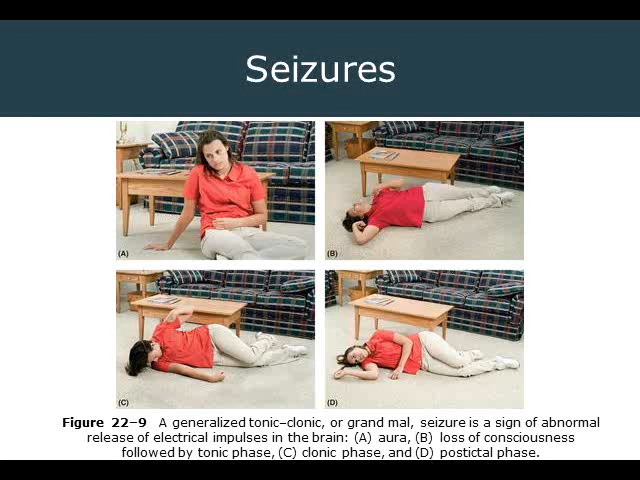 Seizures
(A)
(B)
(C)
(D)
Figure 22–9 A generalized tonic–clonic, or grand mal, seizure is a sign of abnormal
release of electrical impulses in the brain: (A) aura, (B) loss of consciousness
followed by tonic phase, (C) clonic phase, and (D) postictal phase.